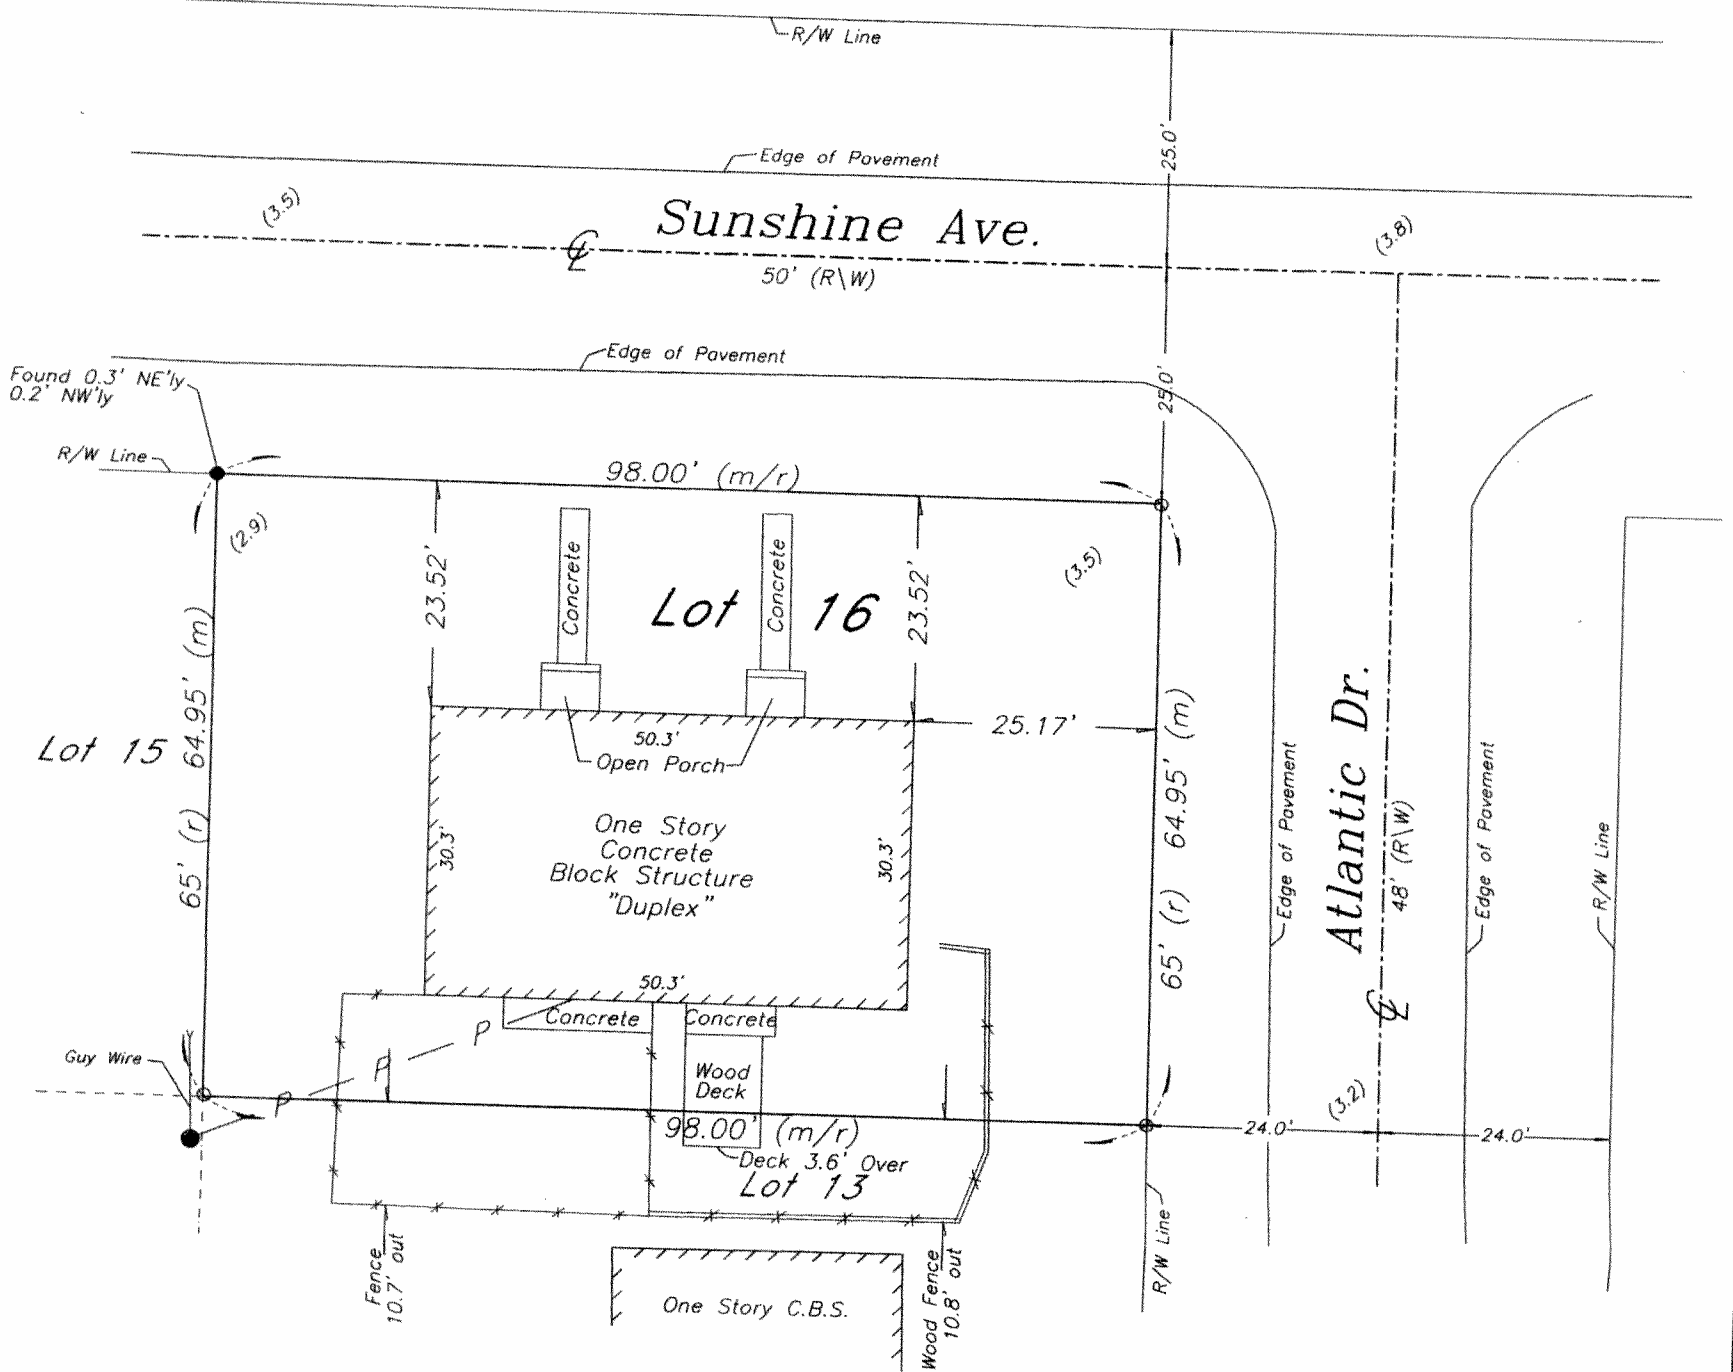 R/W Line
25.0'
Edge of Pavement
(3.5)
Sunshine Ave.
(3.8)
℄
50' (R\W)
Edge of Pavement
25.0'
Found 0.3' NE'ly
0.2' NW'ly
R/W Line
98.00' (m/r)
(2.9)
23.52'
Concrete
Concrete
23.52'
(3.5)
Lot 16
Lot 15
65' (r) 64.95' (m)
25.17'
50.3'
Open Porch
65' (r) 64.95' (m)
Edge of Pavement
Atlantic Dr.
48' (R\W)
℄
Edge of Pavement
R/W Line
30.3'
One Story
Concrete
Block Structure
"Duplex"
30.3'
50.3'
Concrete
Concrete
P
P
P
Guy Wire
Wood
Deck
98.00' (m/r)
Deck 3.6' Over
Lot 13
24.0'
(3.2)
24.0'
R/W Line
Fence
10.7' out
Wood Fence
10.8' out
One Story C.B.S.